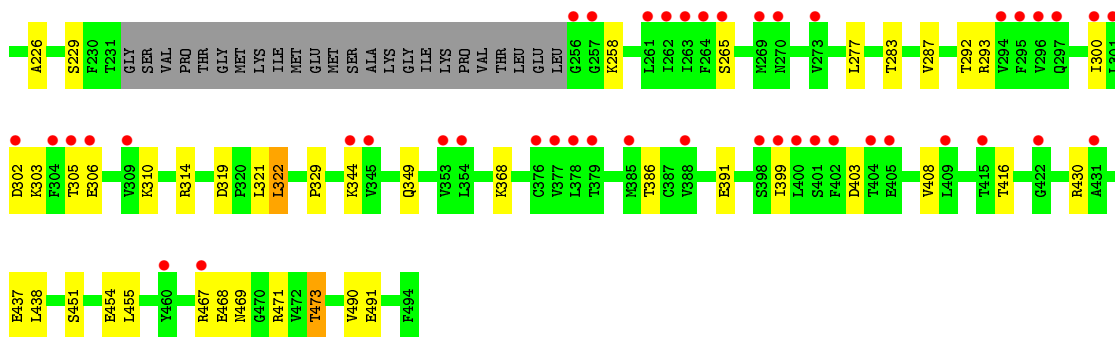 A226 S229 F230 T231 GLY SER VAL PRO THR GLY MET LYS ILE MET GLU MET SER ALA LYS GLY ILE LYS PRO VAL THR LEU GLU LEU G256 G257 K258 L261 I262 I263 F264 S265 M269 N270 V273 L277 T283 V287 T292 R293 V294 F295 V296 Q297 I300 L301
D302 K303 F304 T305 E306 V309 K310 R314 D319 P320 L321 L322 P329 K344 V345 Q349 V353 L354 K368 C376 V377 L378 T379 M385 T386 C387 V388 E391 S398 I399 L400 S401 F402 D403 T404 E405 V408 L409 T415 T416 G422 R430 A431
E437 L438 S451 E454 L455 Y460 R467 E468 N469 G470 R471 V472 T473 V490 E491 F494